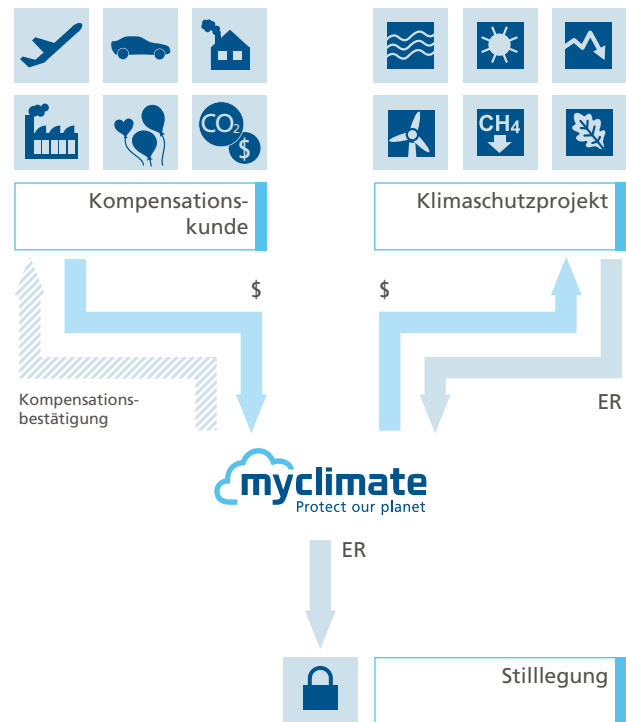 CO₂
$
CH4
Kompensations-
kunde
Klimaschutzprojekt
$
$
Kompensations-
bestätigung
ER
myclimate
Protect our planet
ER
Stilllegung